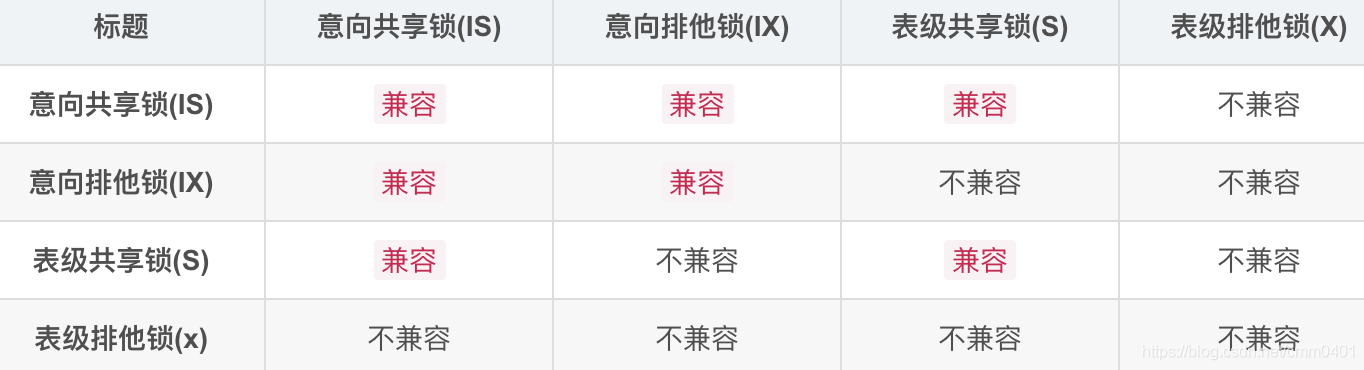 标题 意向共享锁(IS) 意向排他锁(IX) 表级共享锁(S) 表级排他锁(X)
意向共享锁(IS) 兼容 兼容 兼容 不兼容
意向排他锁(IX) 兼容 兼容 不兼容 不兼容
表级共享锁(S) 兼容 不兼容 兼容 不兼容
表级排他锁(x) 不兼容 不兼容 不兼容 不兼容
https://blog.csdn.net/cmm0401